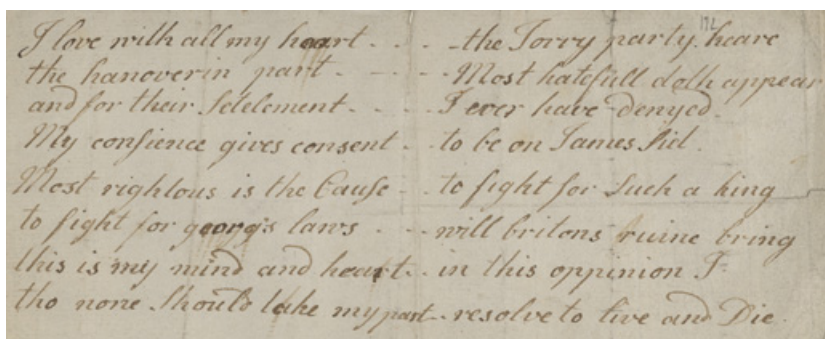 172
I love with all my heart - - - - the Torry party heare
the hanoverin part - - - - Most hatefull doth appear
and for their Setelement - - - - I ever have denyed
My consience gives consent - - to be on James Sid
Most rightous is the Cause - - to fight for Such a king
to fight for georgs laws - - - will britons ruine bring
this is my mind and heart - - in this oppinion I
tho none Should take my part - - resolve to live and Die